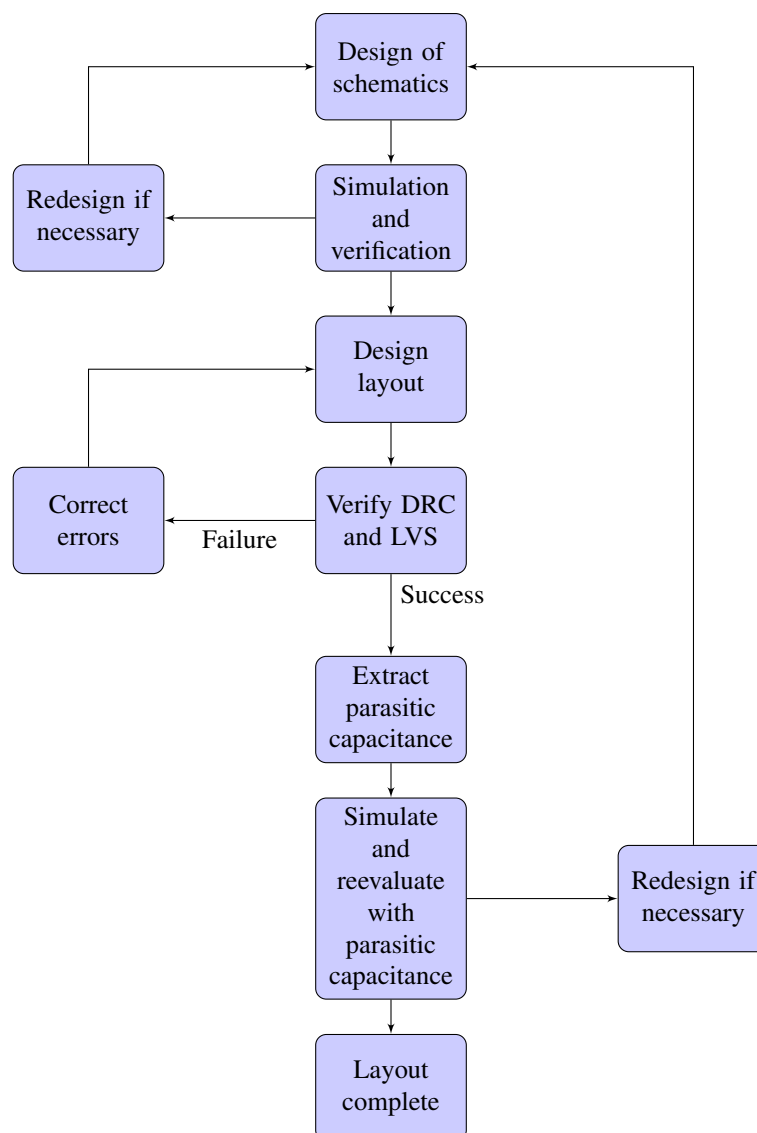 Design of
schematics
Redesign if
necessary
Simulation
and
verification
Design
layout
Correct
errors
Failure
Verify DRC
and LVS
Success
Extract
parasitic
capacitance
Simulate
and
reevaluate
with
parasitic
capacitance
Redesign if
necessary
Layout
complete